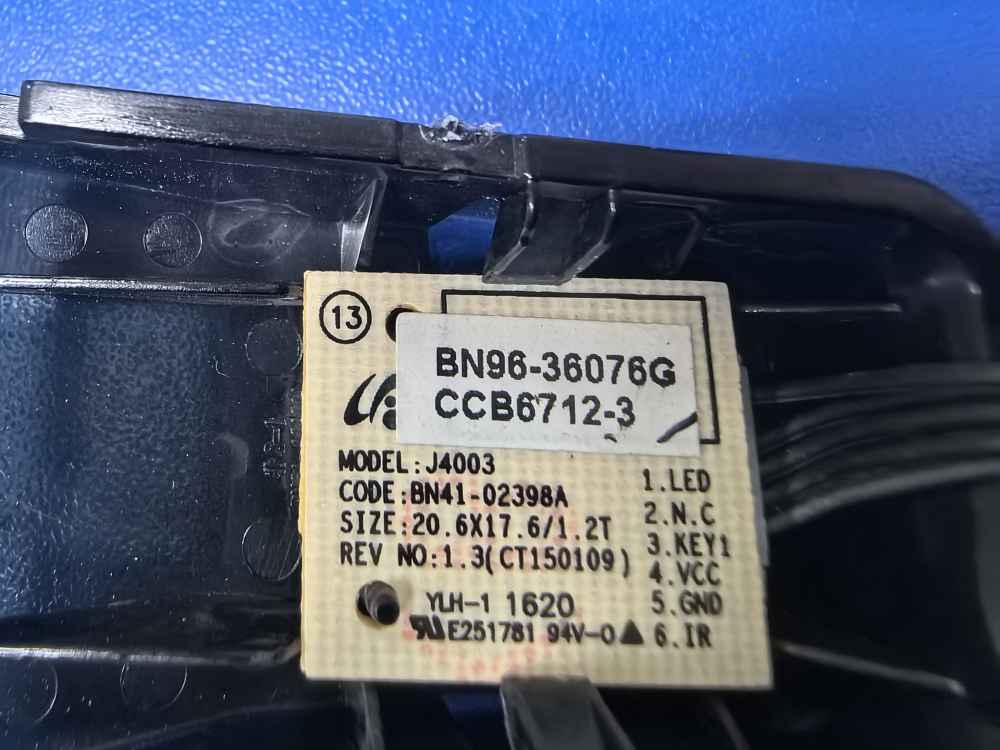 13
BN96-36076G
CCB6712-3
MODEL:J4003
CODE:BN41-02398A
SIZE:20.6X17.6/1.2T
REV NO:1.3(CT150109)
YLH-1 1620
E251781 94V-0
1.LED
2.N.C
3.KEY1
4.VCC
5.GND
6.IR